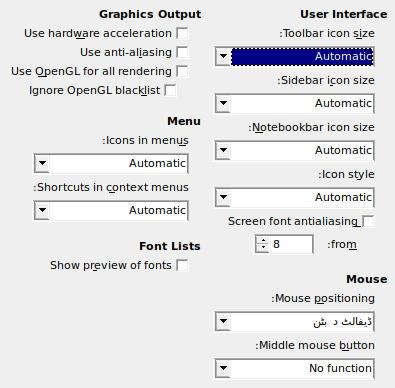 User Interface
:Toolbar icon size
Automatic
:Sidebar icon size
Automatic
:Notebookbar icon size
Automatic
:Icon style
Automatic
Screen font antialiasing
:from
8
Mouse
:Mouse positioning
ڈیفالٹ د بٹن
:Middle mouse button
No function
Graphics Output
Use hardware acceleration
Use anti-aliasing
Use OpenGL for all rendering
Ignore OpenGL blacklist
Menu
:Icons in menus
Automatic
:Shortcuts in context menus
Automatic
Font Lists
Show preview of fonts